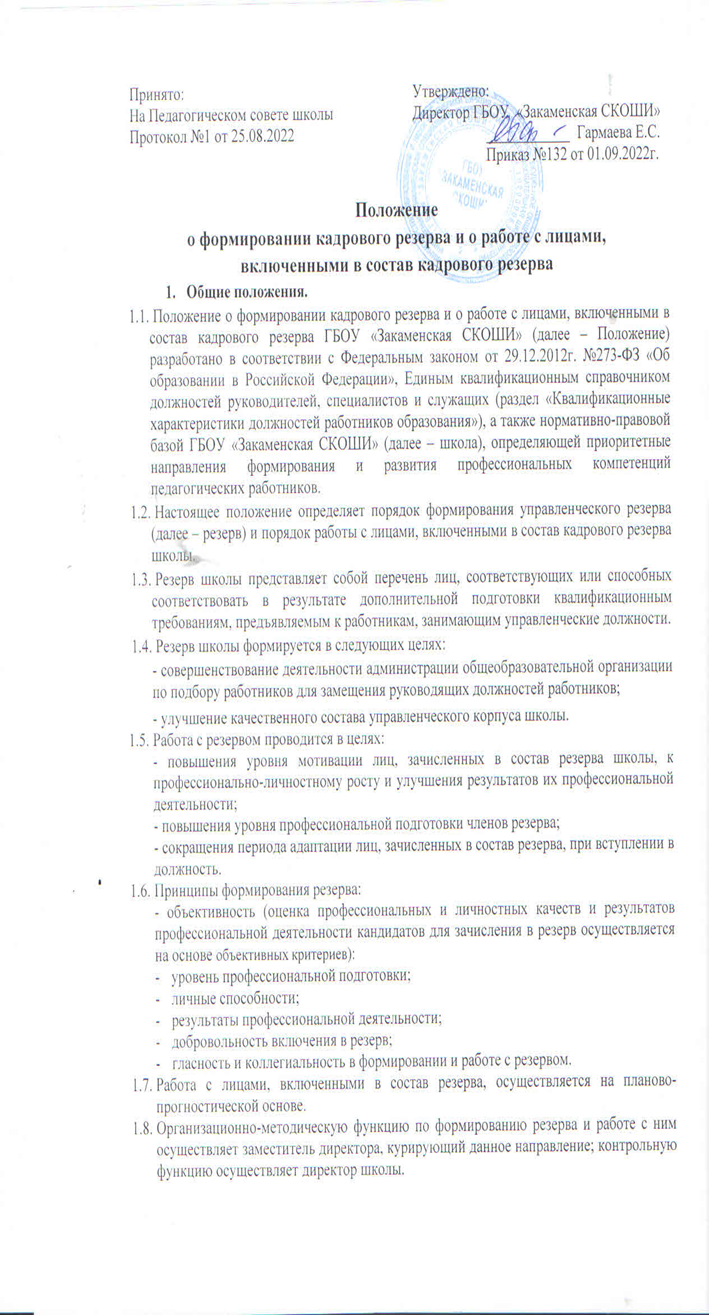 Принято:
На Педагогическом совете школы
Протокол №1 от 25.08.2022
Утверждено:
Директор ГБОУ «Закаменская СКОШИ»
Гармаева Е.С.
Приказ №132 от 01.09.2022г.
ГБОУ
"ЗАКАМЕНСКАЯ
СКОШИ"
Положение
о формировании кадрового резерва и о работе с лицами,
включенными в состав кадрового резерва
1. Общие положения.
1.1. Положение о формировании кадрового резерва и о работе с лицами, включенными в
состав кадрового резерва ГБОУ «Закаменская СКОШИ» (далее – Положение)
разработано в соответствии с Федеральным законом от 29.12.2012г. №273-ФЗ «Об
образовании в Российской Федерации», Единым квалификационным справочником
должностей руководителей, специалистов и служащих (раздел «Квалификационные
характеристики должностей работников образования»), а также нормативно-правовой
базой ГБОУ «Закаменская СКОШИ» (далее – школа), определяющей приоритетные
направления формирования и развития профессиональных компетенций
педагогических работников.
1.2. Настоящее положение определяет порядок формирования управленческого резерва
(далее – резерв) и порядок работы с лицами, включенными в состав кадрового резерва
школы.
1.3. Резерв школы представляет собой перечень лиц, соответствующих или способных
соответствовать в результате дополнительной подготовки квалификационным
требованиям, предъявляемым к работникам, занимающим управленческие должности.
1.4. Резерв школы формируется в следующих целях:
- совершенствование деятельности администрации общеобразовательной организации
по подбору работников для замещения руководящих должностей работников;
- улучшение качественного состава управленческого корпуса школы.
1.5. Работа с резервом проводится в целях:
- повышения уровня мотивации лиц, зачисленных в состав резерва школы, к
профессионально-личностному росту и улучшения результатов их профессиональной
деятельности;
- повышения уровня профессиональной подготовки членов резерва;
- сокращения периода адаптации лиц, зачисленных в состав резерва, при вступлении в
должность.
1.6. Принципы формирования резерва:
- объективность (оценка профессиональных и личностных качеств и результатов
профессиональной деятельности кандидатов для зачисления в резерв осуществляется
на основе объективных критериев):
- уровень профессиональной подготовки;
- личные способности;
- результаты профессиональной деятельности;
- добровольность включения в резерв;
- гласность и коллегиальность в формировании и работе с резервом.
1.7. Работа с лицами, включенными в состав резерва, осуществляется на планово-
прогностической основе.
1.8. Организационно-методическую функцию по формированию резерва и работе с ним
осуществляет заместитель директора, курирующий данное направление; контрольную
функцию осуществляет директор школы.